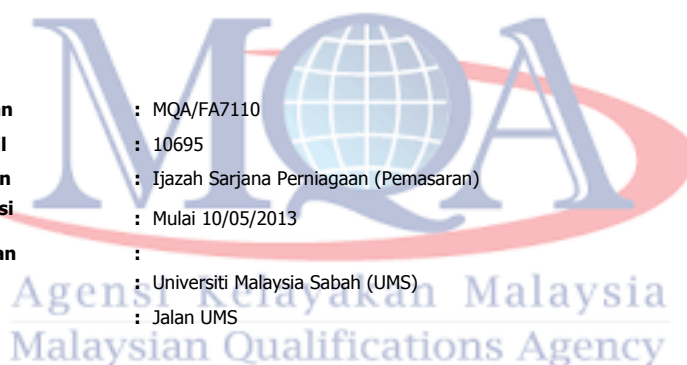 MQA
an : MQA/FA7110
l : 10695
n : Ijazah Sarjana Perniagaan (Pemasaran)
si : Mulai 10/05/2013
an :
: Universiti Malaysia Sabah (UMS)
: Jalan UMS
Agensi Kelayakan Malaysia
Malaysian Qualifications Agency